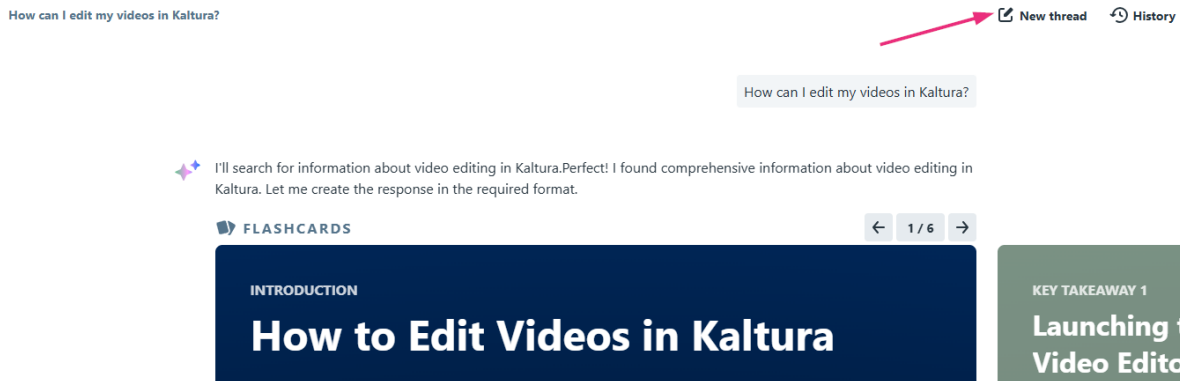 How can I edit my videos in Kaltura?
New thread
History
How can I edit my videos in Kaltura?
I'll search for information about video editing in Kaltura.Perfect! I found comprehensive information about video editing in
Kaltura. Let me create the response in the required format.
FLASHCARDS
1 / 6
INTRODUCTION
How to Edit Videos in Kaltura
KEY TAKEAWAY 1
Launching
Video